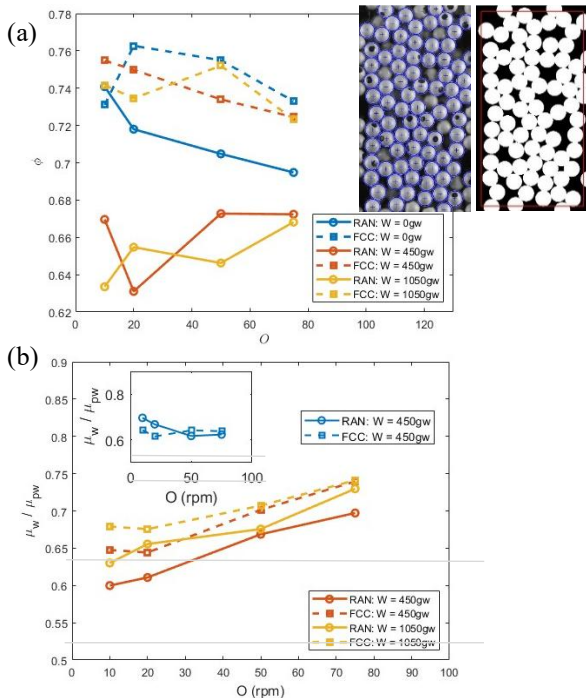 (a)
0.78
0.76
0.74
0.72
0.7
0.68
0.66
0.64
0.62
ϕ
0 20 40 60 80 100 120
O
RAN: W = 0gw
FCC: W = 0gw
RAN: W = 450gw
FCC: W = 450gw
RAN: W = 1050gw
FCC: W = 1050gw
(b)
0.9
0.85
0.8
0.75
0.7
0.65
0.6
0.55
0.5
μw / μpw
0 10 20 30 40 50 60 70 80 90 100
O (rpm)
0.8
0.6
μw / μpw
0 50 100
O (rpm)
RAN: W = 450gw
FCC: W = 450gw
RAN: W = 450gw
FCC: W = 450gw
RAN: W = 1050gw
FCC: W = 1050gw